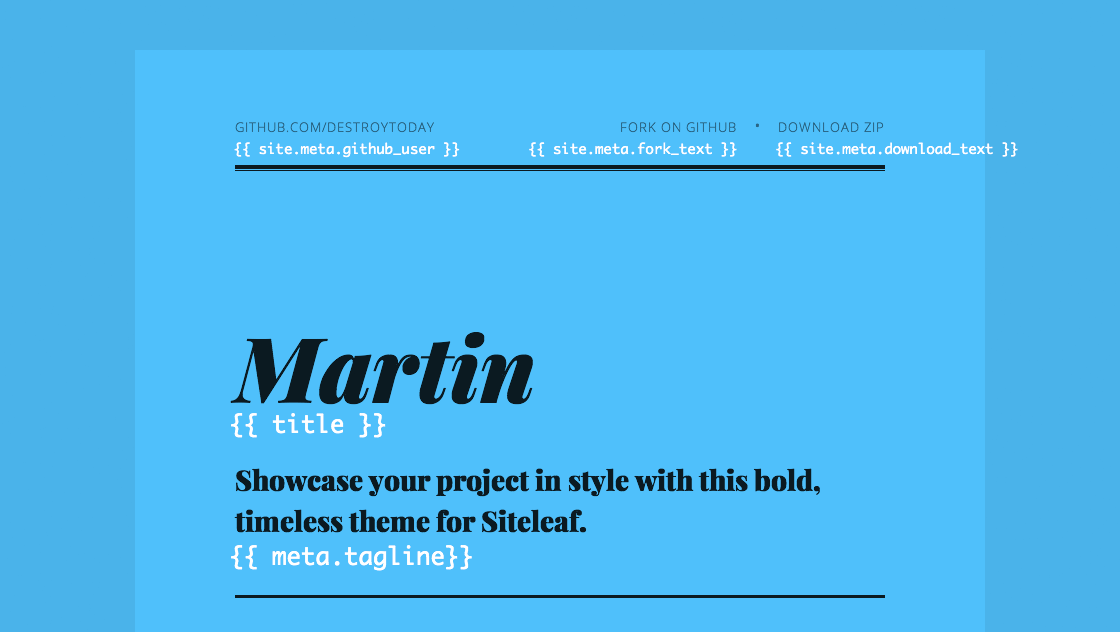 GITHUB.COM/DESTROYTODAY FORK ON GITHUB • DOWNLOAD ZIP
{{ site.meta.github_user }} {{ site.meta.fork_text }} {{ site.meta.download_text }}
Martin
{{ title }}
Showcase your project in style with this bold,
timeless theme for Siteleaf.
{{ meta.tagline}}